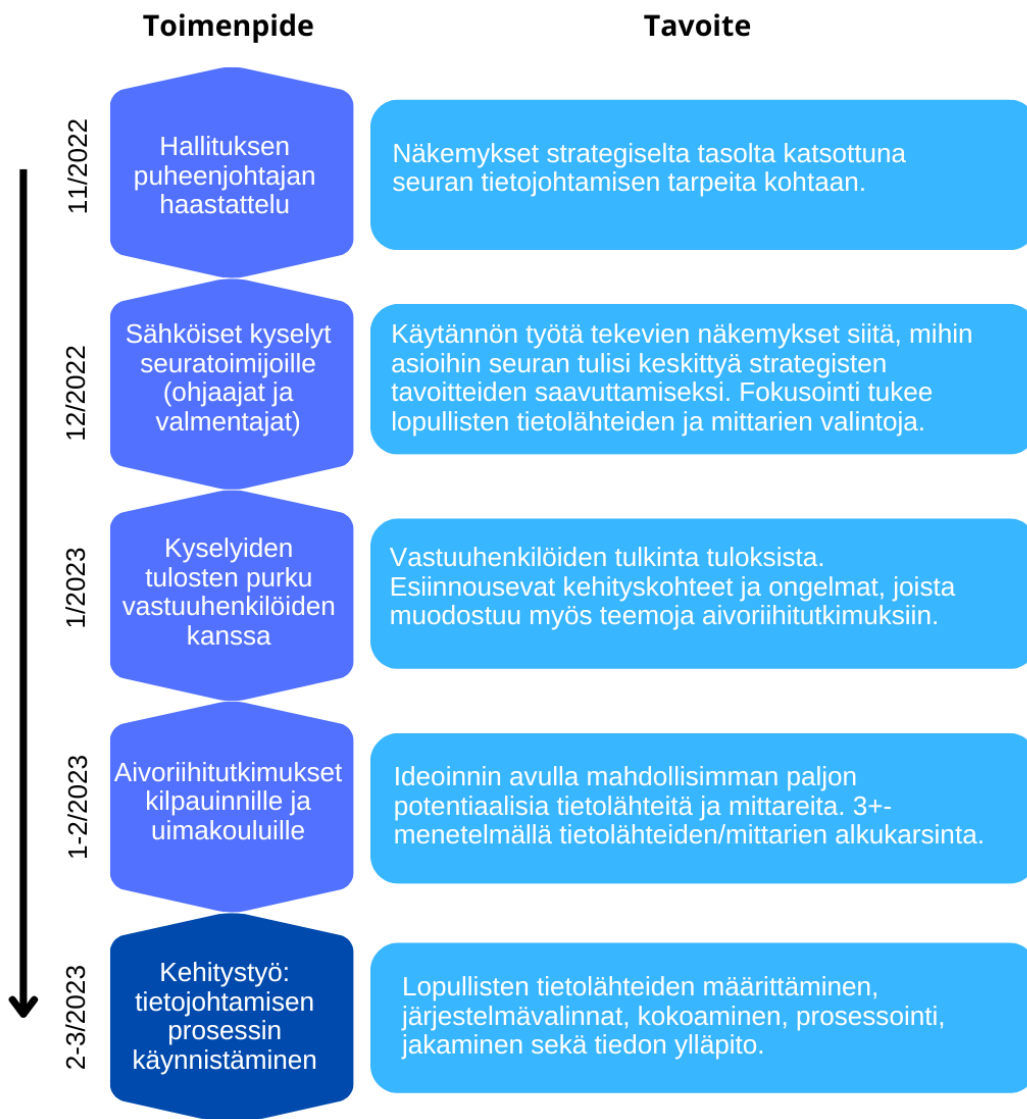 Toimenpide
Tavoite
11/2022
Hallituksen
puheenjohtajan
haastattelu
Näkemykset strategiselta tasolta katsottuna
seuran tietojohtamisen tarpeita kohtaan.
12/2022
Sähköiset kyselyt
seuratoimijoille
(ohjaajat ja
valmentajat)
Käytännön työtä tekevien näkemykset siitä, mihin
asioihin seuran tulisi keskittyä strategisten
tavoitteiden saavuttamiseksi. Fokusointi tukee
lopullisten tietolähteiden ja mittarien valintoja.
1/2023
Kyselyiden
tulosten purku
vastuuhenkilöiden
kanssa
Vastuuhenkilöiden tulkinta tuloksista.
Esiinnousevat kehityskohteet ja ongelmat, joista
muodostuu myös teemoja aivoriihitutkimuksiin.
1-2/2023
Aivoriihitutkimukset
kilpauinnille ja
uimakouluille
Ideoinnin avulla mahdollisimman paljon
potentiaalisia tietolähteitä ja mittareita. 3+-
menetelmällä tietolähteiden/mittarien alkukarsinta.
2-3/2023
Kehitystyö:
tietojohtamisen
prosessin
käynnistäminen
Lopullisten tietolähteiden määrittäminen,
järjestelmävalinnat, kokoaminen, prosessointi,
jakaminen sekä tiedon ylläpito.